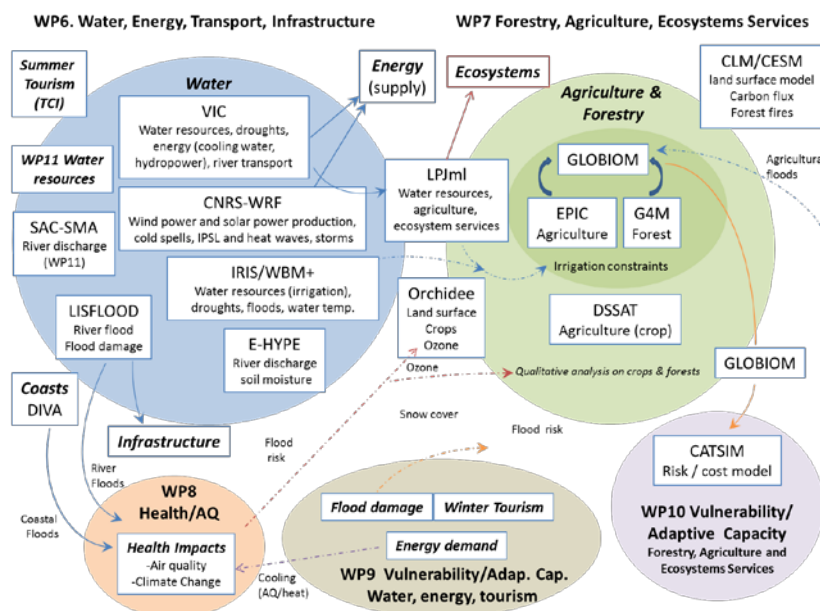 WP6. Water, Energy, Transport, Infrastructure
WP7 Forestry, Agriculture, Ecosystems Services
Summer
Tourism
(TCI)
Water
VIC
Water resources, droughts,
energy (cooling water,
hydropower), river transport
Energy
(supply)
Ecosystems
Agriculture &
Forestry
CLM/CESM
land surface model
Carbon flux
Forest fires
WP11 Water
resources
CNRS-WRF
Wind power and solar power production,
cold spells, IPSL and heat waves, storms
LPJml
Water resources,
agriculture,
ecosystem services
GLOBIOM
EPIC
Agriculture
G4M
Forest
Agricultural
floods
SAC-SMA
River discharge
(WP11)
IRIS/WBM+
Water resources (irrigation),
droughts, floods, water temp.
Irrigation constraints
LISFLOOD
River flood
Flood damage
E-HYPE
River discharge
soil moisture
Orchidee
Land surface
Crops
Ozone
Ozone
DSSAT
Agriculture (crop)
GLOBIOM
Qualitative analysis on crops & forests
Coasts
DIVA
Infrastructure
Flood
risk
Snow cover
Flood risk
CATSIM
Risk / cost model
River
Floods
Coastal
Floods
WP8
Health/AQ
Health Impacts
-Air quality
-Climate Change
Cooling
(AQ/heat)
Flood damage
Winter Tourism
Energy demand
WP9 Vulnerability/Adap. Cap.
Water, energy, tourism
WP10 Vulnerability/
Adaptive Capacity
Forestry, Agriculture and
Ecosystems Services